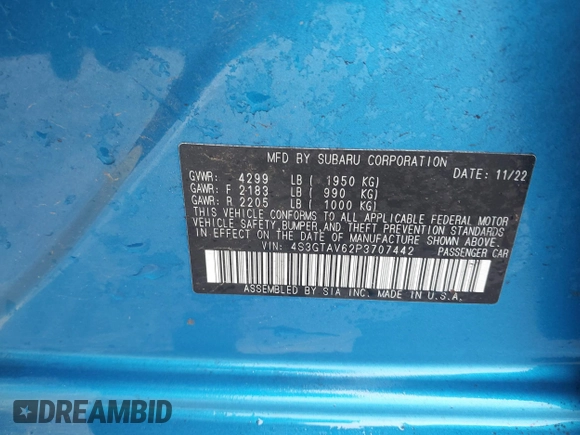 MFD BY SUBARU CORPORATION
GVWR: 4299 LB ( 1950 KG) DATE: 11/22
GAWR: F 2183 LB ( 990 KG)
GAWR: R 2205 LB ( 1000 KG)
THIS VEHICLE CONFORMS TO ALL APPLICABLE FEDERAL MOTOR
VEHICLE SAFETY, BUMPER, AND THEFT PREVENTION STANDARDS
IN EFFECT ON THE DATE OF MANUFACTURE SHOWN ABOVE.
VIN: 4S3GTAV62P3707442 PASSENGER CAR
ASSEMBLED BY SIA INC. MADE IN U.S.A.
DREAMBID